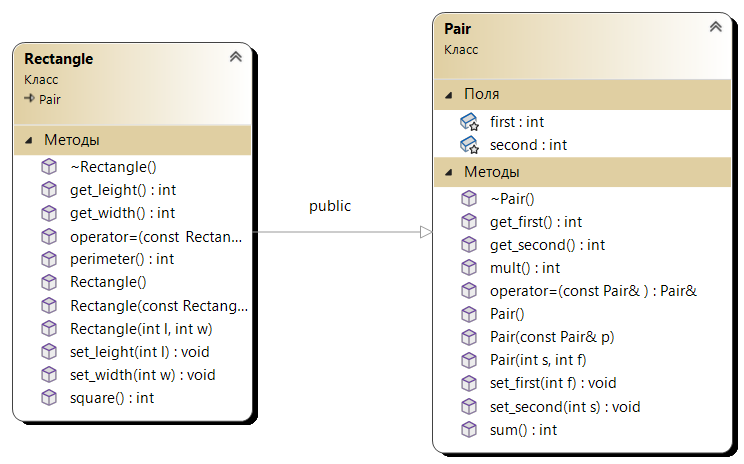 Rectangle
Класс
Pair
Методы
~Rectangle()
get_leight() : int
get_width() : int
operator=(const Rectan...
perimeter() : int
Rectangle()
Rectangle(const Rectang...
Rectangle(int l, int w)
set_leight(int l) : void
set_width(int w) : void
square() : int
public
Pair
Класс
Поля
first : int
second : int
Методы
~Pair()
get_first() : int
get_second() : int
mult() : int
operator=(const Pair& ) : Pair&
Pair()
Pair(const Pair& p)
Pair(int s, int f)
set_first(int f) : void
set_second(int s) : void
sum() : int